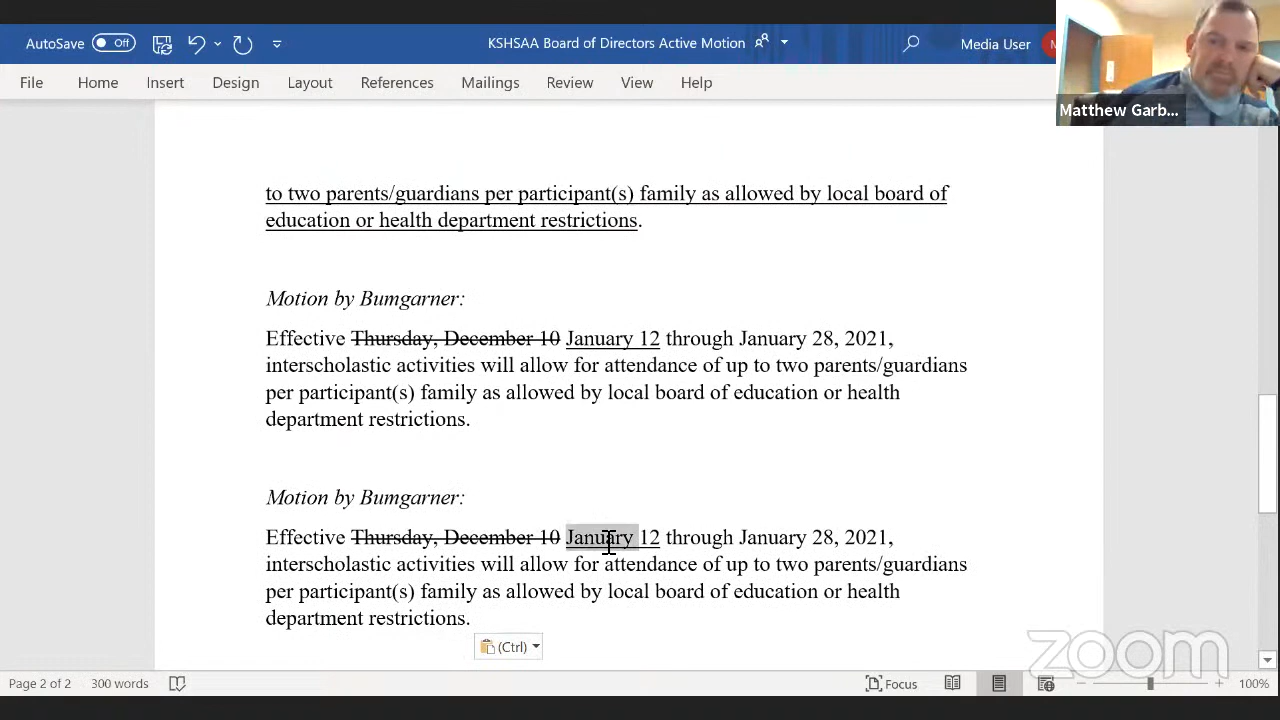 AutoSave Off KSHSAA Board of Directors Active Motion Media User
File Home Insert Design Layout References Mailings Review View Help
Matthew Garb...
to two parents/guardians per participant(s) family as allowed by local board of
education or health department restrictions.
Motion by Bumgarner:
Effective Thursday, December 10 January 12 through January 28, 2021,
interscholastic activities will allow for attendance of up to two parents/guardians
per participant(s) family as allowed by local board of education or health
department restrictions.
Motion by Bumgarner:
Effective Thursday, December 10 January 12 through January 28, 2021,
interscholastic activities will allow for attendance of up to two parents/guardians
per participant(s) family as allowed by local board of education or health
department restrictions.
(Ctrl)
zoom
Page 2 of 2 300 words Focus 100%